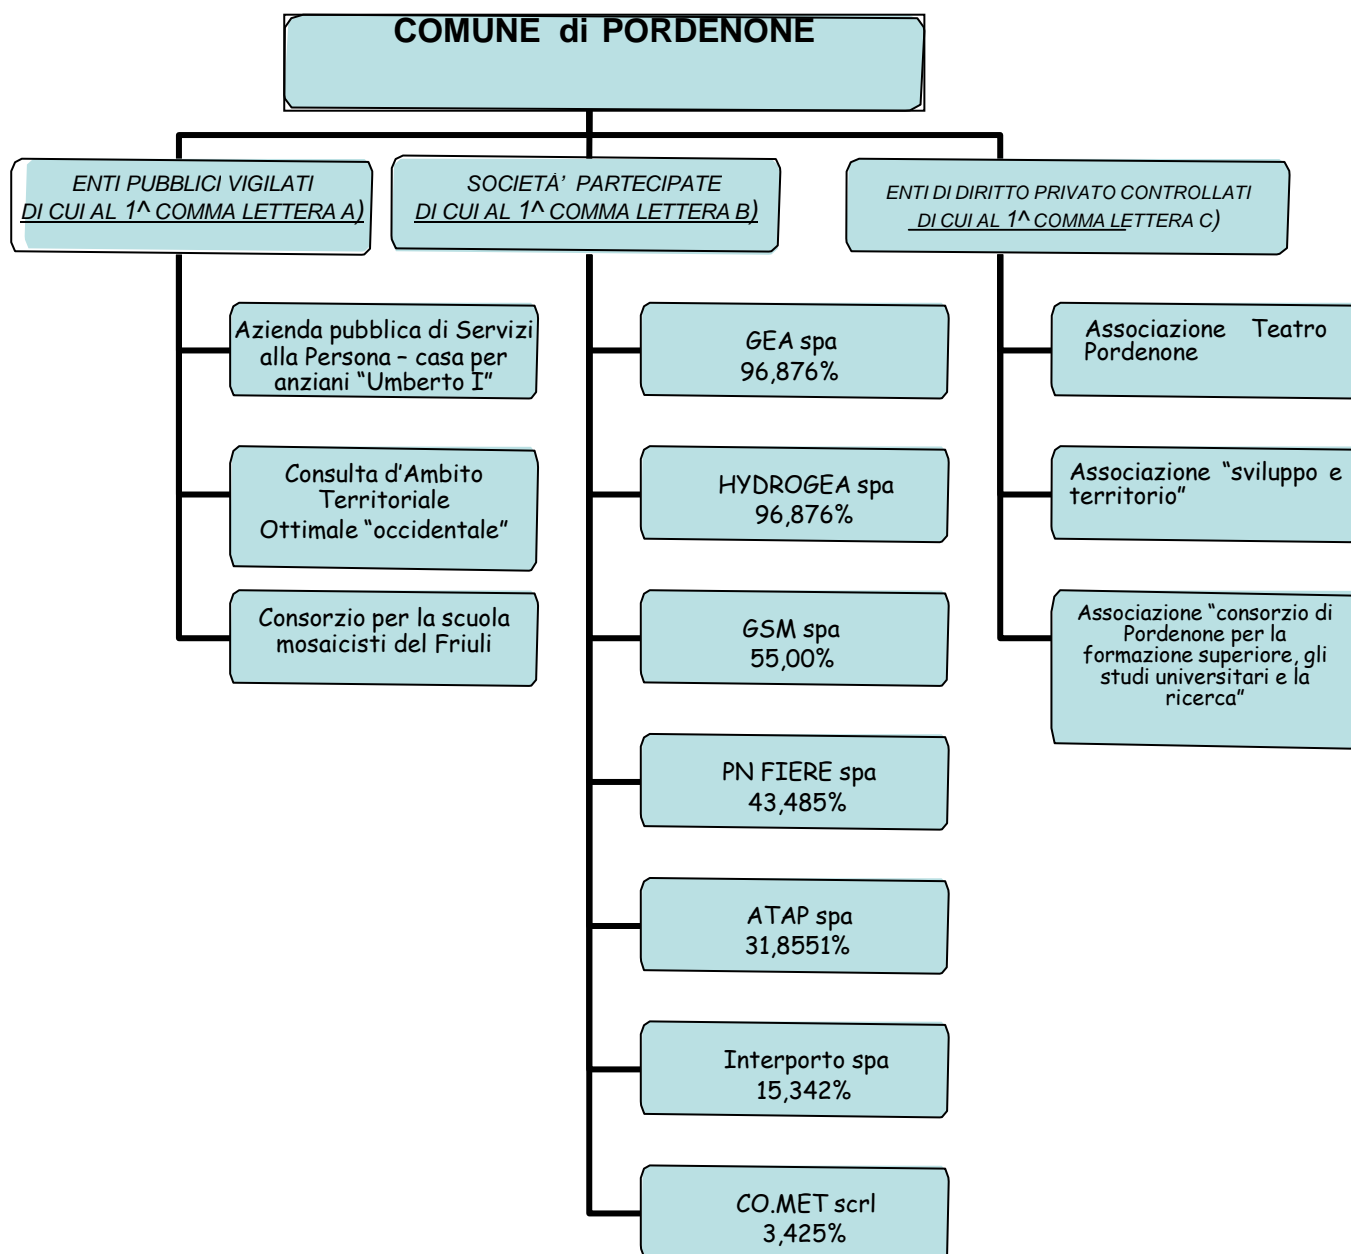 COMUNE di PORDENONE
ENTI PUBBLICI VIGILATI
DI CUI AL 1^ COMMA LETTERA A)
SOCIETÀ’ PARTECIPATE
DI CUI AL 1^ COMMA LETTERA B)
ENTI DI DIRITTO PRIVATO CONTROLLATI
DI CUI AL 1^ COMMA LETTERA C)
Azienda pubblica di Servizi
alla Persona – casa per
anziani “Umberto I”
Consulta d’Ambito
Territoriale
Ottimale “occidentale”
Consorzio per la scuola
mosaicisti del Friuli
GEA spa
96,876%
HYDROGEA spa
96,876%
GSM spa
55,00%
PN FIERE spa
43,485%
ATAP spa
31,8551%
Interporto spa
15,342%
CO.MET scrl
3,425%
Associazione Teatro
Pordenone
Associazione “sviluppo e
territorio”
Associazione “consorzio di
Pordenone per la
formazione superiore, gli
studi universitari e la
ricerca”